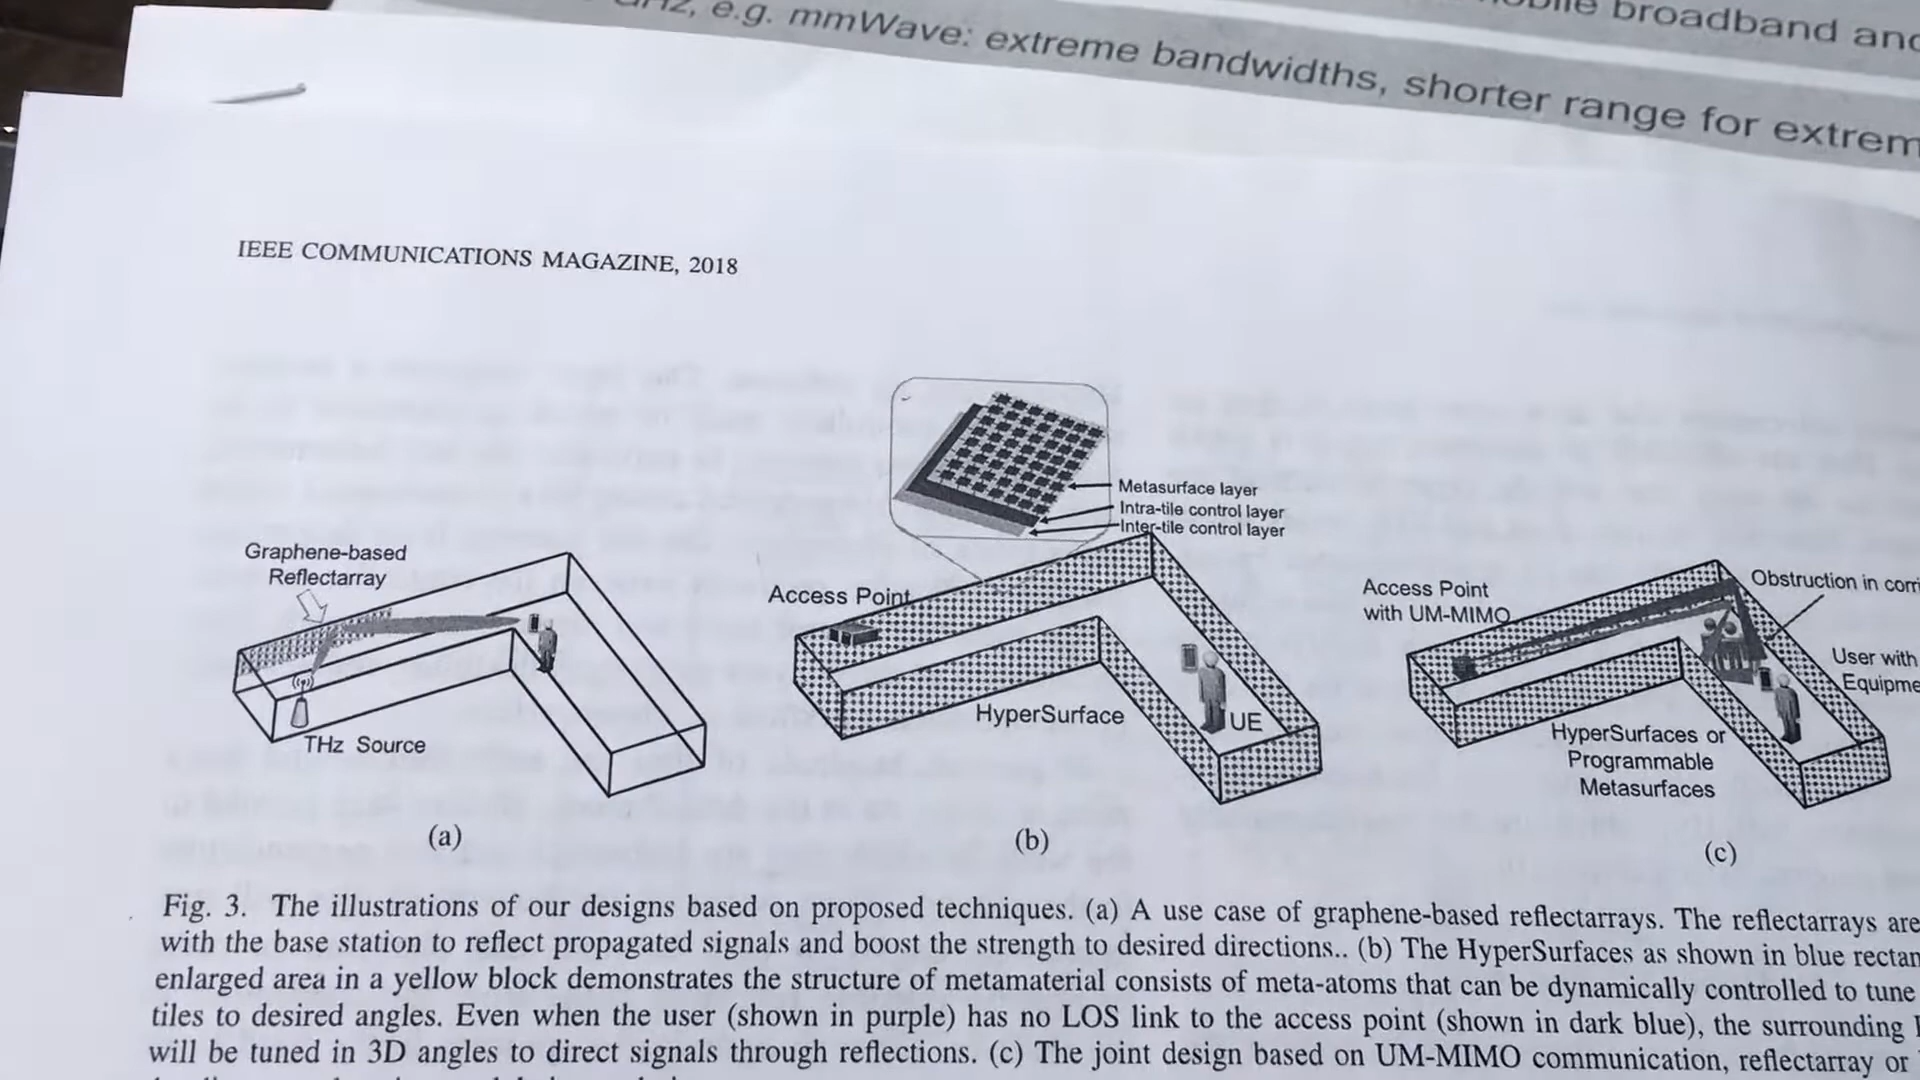 e.g. mmWave: extreme bandwidths, shorter range for
broadband
IEEE COMMUNICATIONS MAGAZINE, 2018
Metasurface layer
Intra-tile control layer
Inter-tile control layer
Graphene-based
Reflectarray
THz Source
(a)
Access Point
HyperSurface
UE
(b)
Access Point
with UM-MIMO
Obstruction in
User with
HyperSurfaces or
Programmable
Metasurfaces
(c)
Fig. 3. The illustrations of our designs based on proposed techniques. (a) A use case of graphene-based reflectarrays. The reflectarrays are
with the base station to reflect propagated signals and boost the strength to desired directions.. (b) The HyperSurfaces as shown in blue
enlarged area in a yellow block demonstrates the structure of metamaterial consists of meta-atoms that can be dynamically controlled to tune
tiles to desired angles. Even when the user (shown in purple) has no LOS link to the access point (shown in dark blue), the surrounding
will be tuned in 3D angles to direct signals through reflections. (c) The joint design based on UM-MIMO communication, reflectarray or